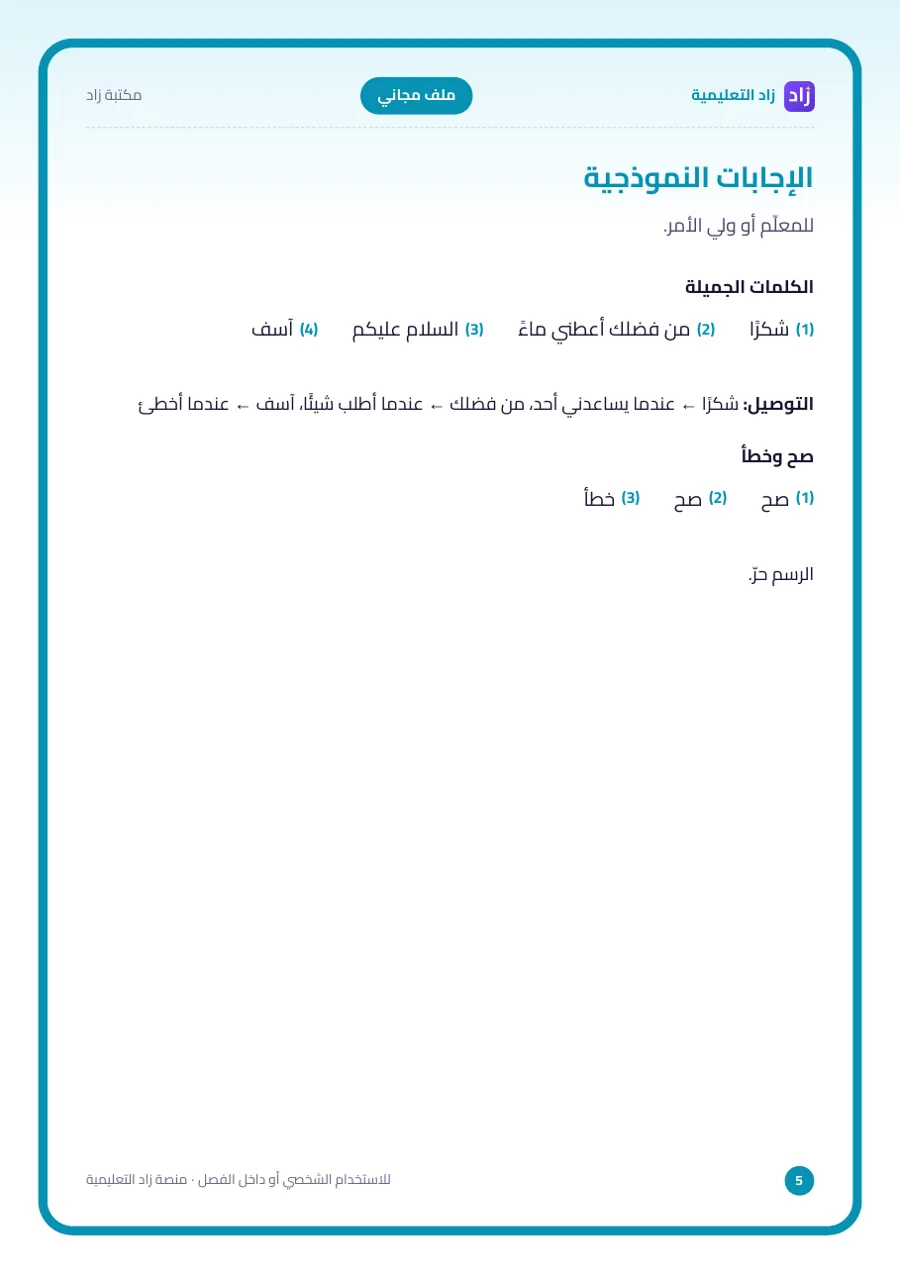 زاد زاد التعليمية
ملف مجاني
مكتبة زاد
الإجابات النموذجية
للمعلّم أو ولي الأمر.
الكلمات الجميلة
(1) شكرًا (2) من فضلك أعطني ماءً (3) السلام عليكم (4) آسف
التوصيل: شكرًا ← عندما يساعدني أحد، من فضلك ← عندما أطلب شيئًا، آسف ← عندما أخطئ
صح وخطأ
(1) صح (2) صح (3) خطأ
الرسم حرّ.
5
للاستخدام الشخصي أو داخل الفصل · منصة زاد التعليمية